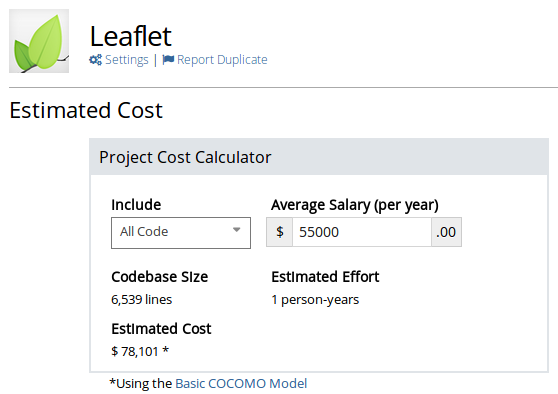 Leaflet
Settings | Report Duplicate
Estimated Cost
Project Cost Calculator
Include
Average Salary (per year)
All Code
$ 55000 .00
Codebase Size
Estimated Effort
6,539 lines
1 person-years
Estimated Cost
$ 78,101 *
*Using the Basic COCOMO Model